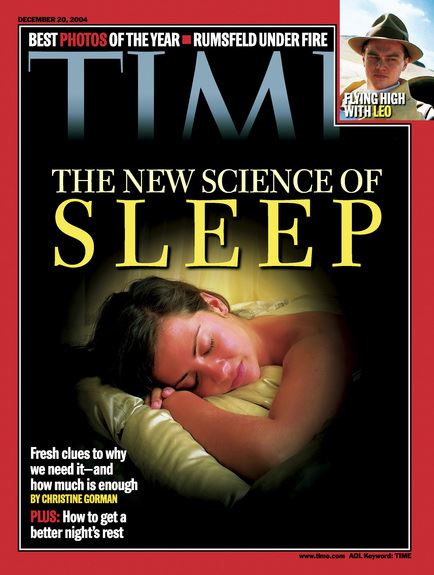 DECEMBER 20, 2004
BEST PHOTOS OF THE YEAR ■ RUMSFELD UNDER FIRE
TIM
FLYING HIGH
WITH LEO
THE NEW SCIENCE OF
SLEEP
Fresh clues to why
we need it—and
how much is enough
BY CHRISTINE GORMAN
PLUS: How to get a
better night's rest
www.time.com AOL Keyword: TIME